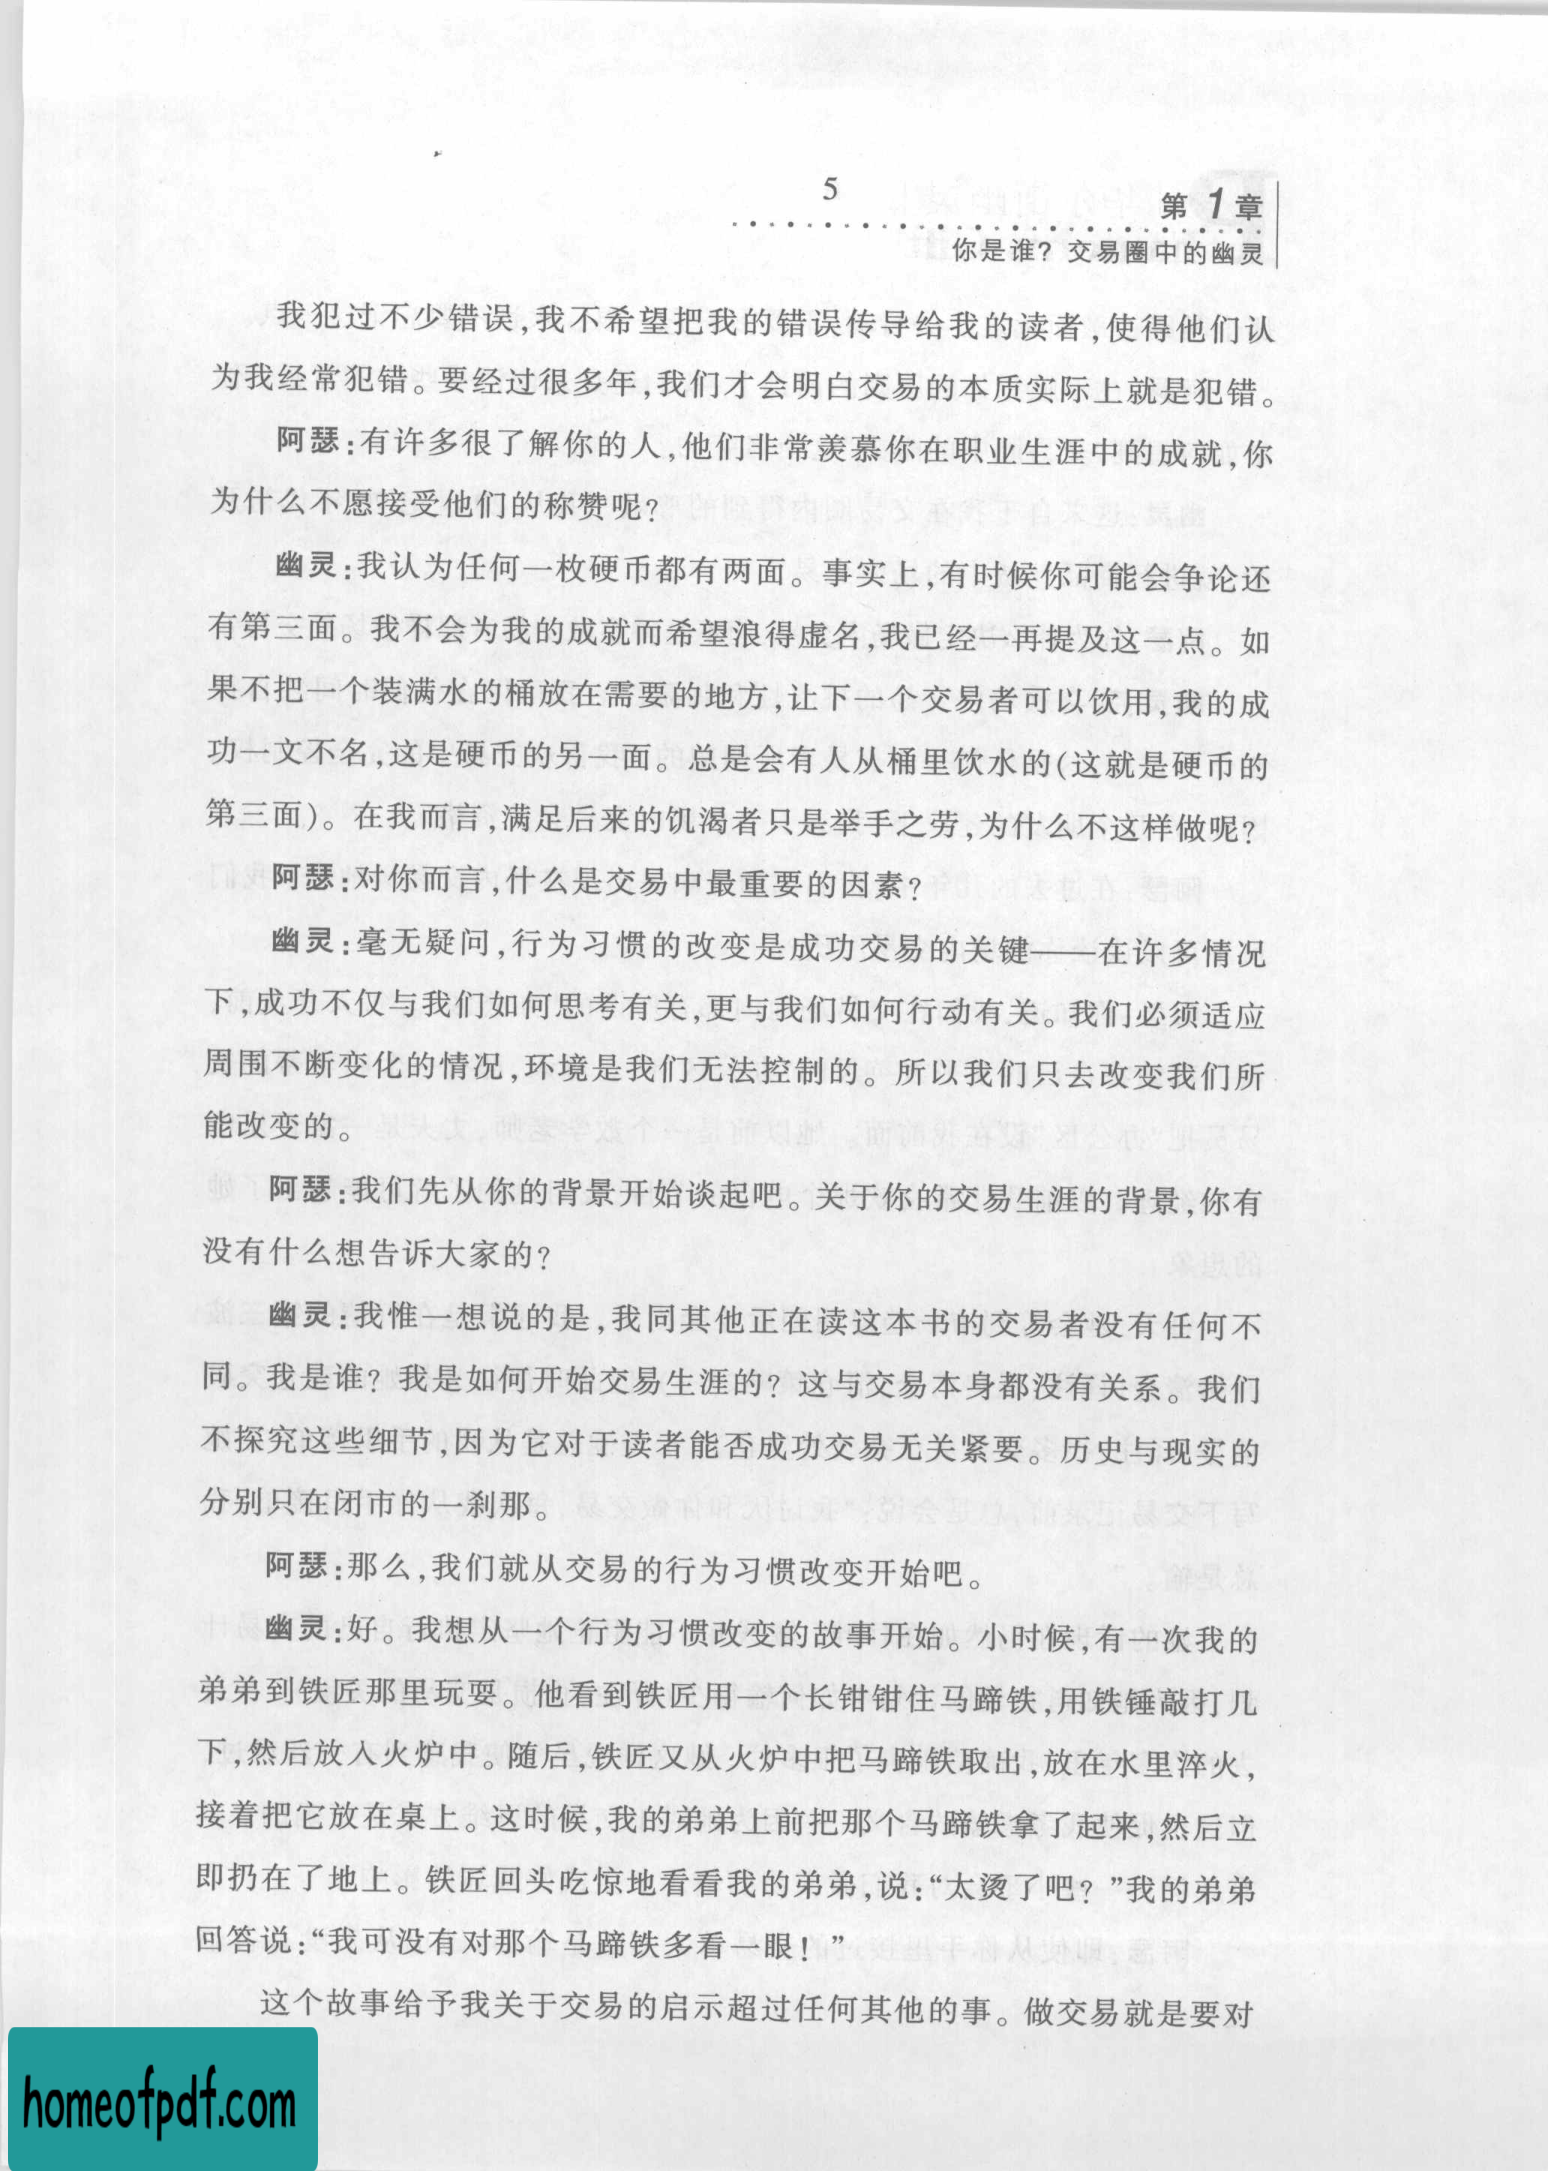 5
第1章
你是谁？交易圈中的幽灵
我犯过不少错误,我不希望把我的错误传导给我的读者,使得他们认
为我经常犯错。要经过很多年,我们才会明白交易的本质实际上就是犯错。
阿瑟:有许多很了解你的人,他们非常羡慕你在职业生涯中的成就,你
为什么不愿接受他们的称赞呢?
幽灵:我认为任何一枚硬币都有两面。事实上,有时候你可能会争论还
有第三面。我不会为我的成就而希望浪得虚名,我已经一再提及这一点。如
果不把一个装满水的桶放在需要的地方,让下一个交易者可以饮用,我的成
功一文不名,这是硬币的另一面。总是会有人从桶里饮水的(这就是硬币的
第三面)。在我而言,满足后来的饥渴者只是举手之劳,为什么不这样做呢?
阿瑟:对你而言,什么是交易中最重要的因素?
幽灵:毫无疑问,行为习惯的改变是成功交易的关键——在许多情况
下,成功不仅与我们如何思考有关,更与我们如何行动有关。我们必须适应
周围不断变化的情况,环境是我们无法控制的。所以我们只去改变我们所
能改变的。
阿瑟:我们先从你的背景开始谈起吧。关于你的交易生涯的背景,你有
没有什么想告诉大家的?
幽灵:我惟一想说的是,我同其他正在读这本书的交易者没有任何不
同。我是谁?我是如何开始交易生涯的?这与交易本身都没有关系。我们
不探究这些细节,因为它对于读者能否成功交易无关紧要。历史与现实的
分别只在闭市的一刹那。
阿瑟:那么,我们就从交易的行为习惯改变开始吧。
幽灵:好。我想从一个行为习惯改变的故事开始。小时候,有一次我的
弟弟到铁匠那里玩耍。他看到铁匠用一个长钳钳住马蹄铁,用铁锤敲打几
下,然后放入火炉中。随后,铁匠又从火炉中把马蹄铁取出,放在水里淬火,
接着把它放在桌上。这时候,我的弟弟上前把那个马蹄铁拿了起来,然后立
即扔在了地上。铁匠回头吃惊地看看我的弟弟,说:“太烫了吧?”我的弟弟
回答说:“我可没有对那个马蹄铁多看一眼!”
这个故事给予我关于交易的启示超过任何其他的事。做交易就是要对
homeofpdf.com